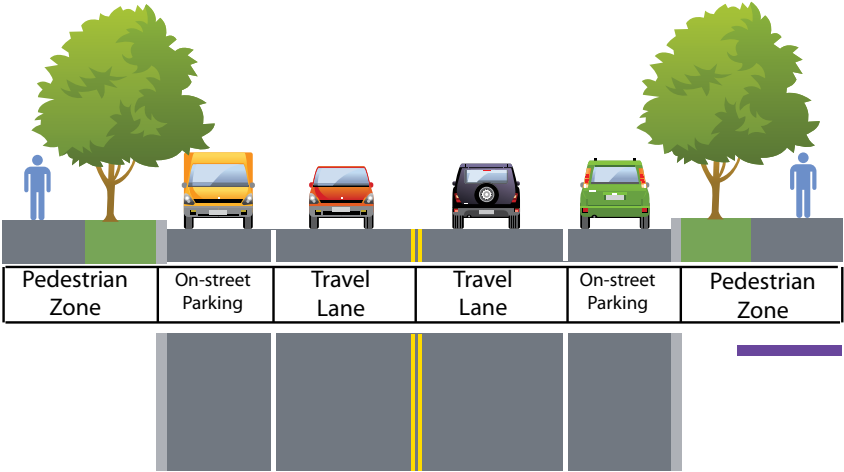 Pedestrian
Zone
On-street
Parking
Travel
Lane
Travel
Lane
On-street
Parking
Pedestrian
Zone